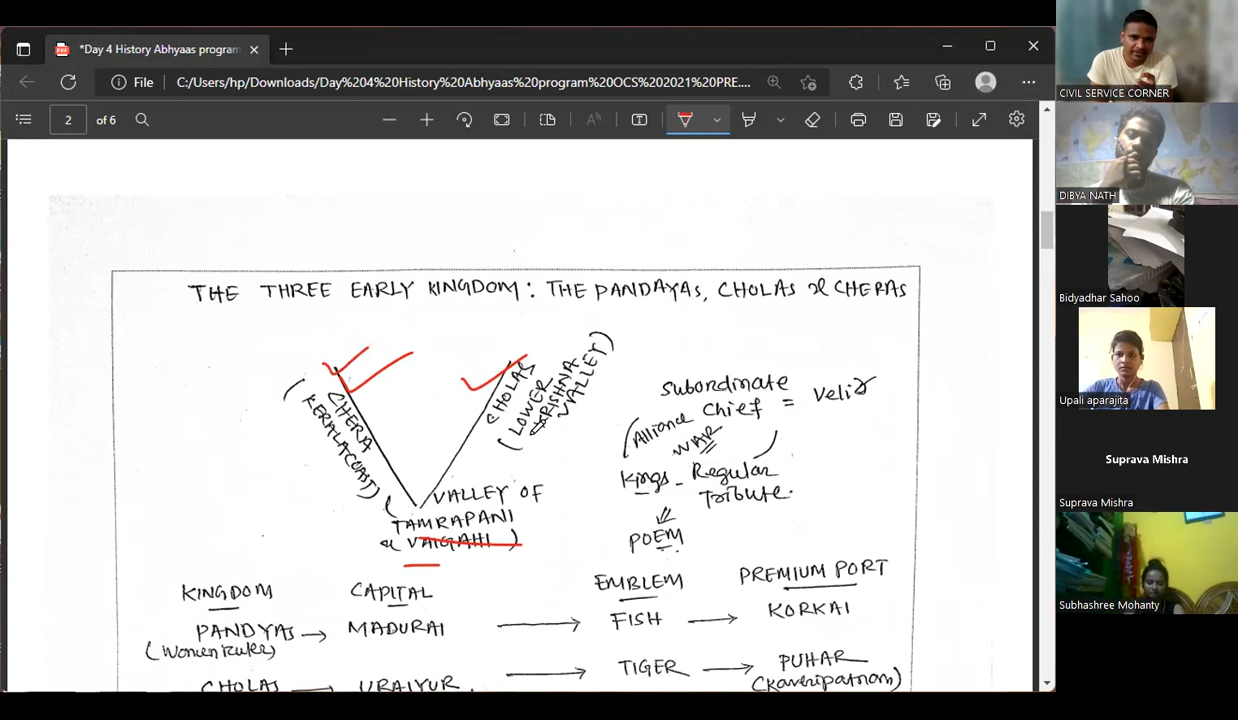 *Day 4 History Abhyaas program
File
C:/Users/hp/Downloads/Day%204%20History%20Abhyaas%20program%20OCS%202021%20PRE....
2 of 6
THE THREE EARLY KINGDOM: THE PANDAYAS, CHOLAS & CHERAS
CHERA
(KERALACOAST)
CHOLAS
(LOWER
KRISHNA
VALLEY)
(VALLEY OF
TAMRAPANI
& VAIGAHI)
Subordinate
Chief = Velir
(Alliance
WAR
Kings - Regular
Tribute.
POEM
KINGDOM CAPITAL EMBLEM PREMIUM PORT
PANDYAS → MADURAI → FISH → KORKAI
(Women Rules)
CHOLAS → URAIYUR. → TIGER → PUHAR
(Kaveripatnam)
CIVIL SERVICE CORNER
DIBYA NATH
Bidyadhar Sahoo
Upali aparajita
Suprava Mishra
Suprava Mishra
Subhashree Mohanty